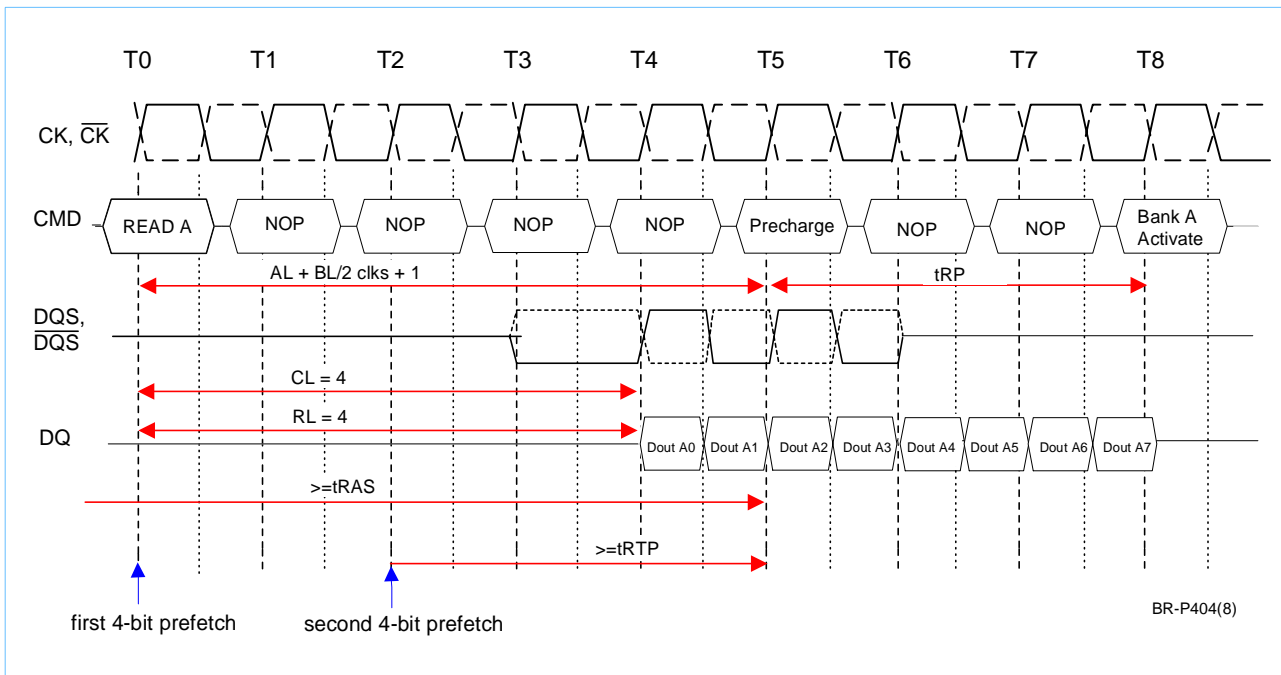 T0 T1 T2 T3 T4 T5 T6 T7 T8
CK, CK
CMD READ A NOP NOP NOP NOP Precharge NOP NOP Bank A
Activate
AL + BL/2 clks + 1 tRP
DQS,
DQS
CL = 4
RL = 4
DQ Dout A0 Dout A1 Dout A2 Dout A3 Dout A4 Dout A5 Dout A6 Dout A7
>=tRAS
>=tRTP
first 4-bit prefetch second 4-bit prefetch
BR-P404(8)